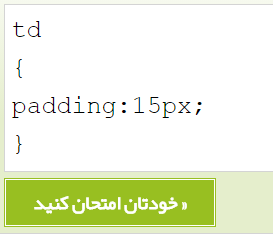 td
{
padding:15px;
}
خودتان امتحان کنید »